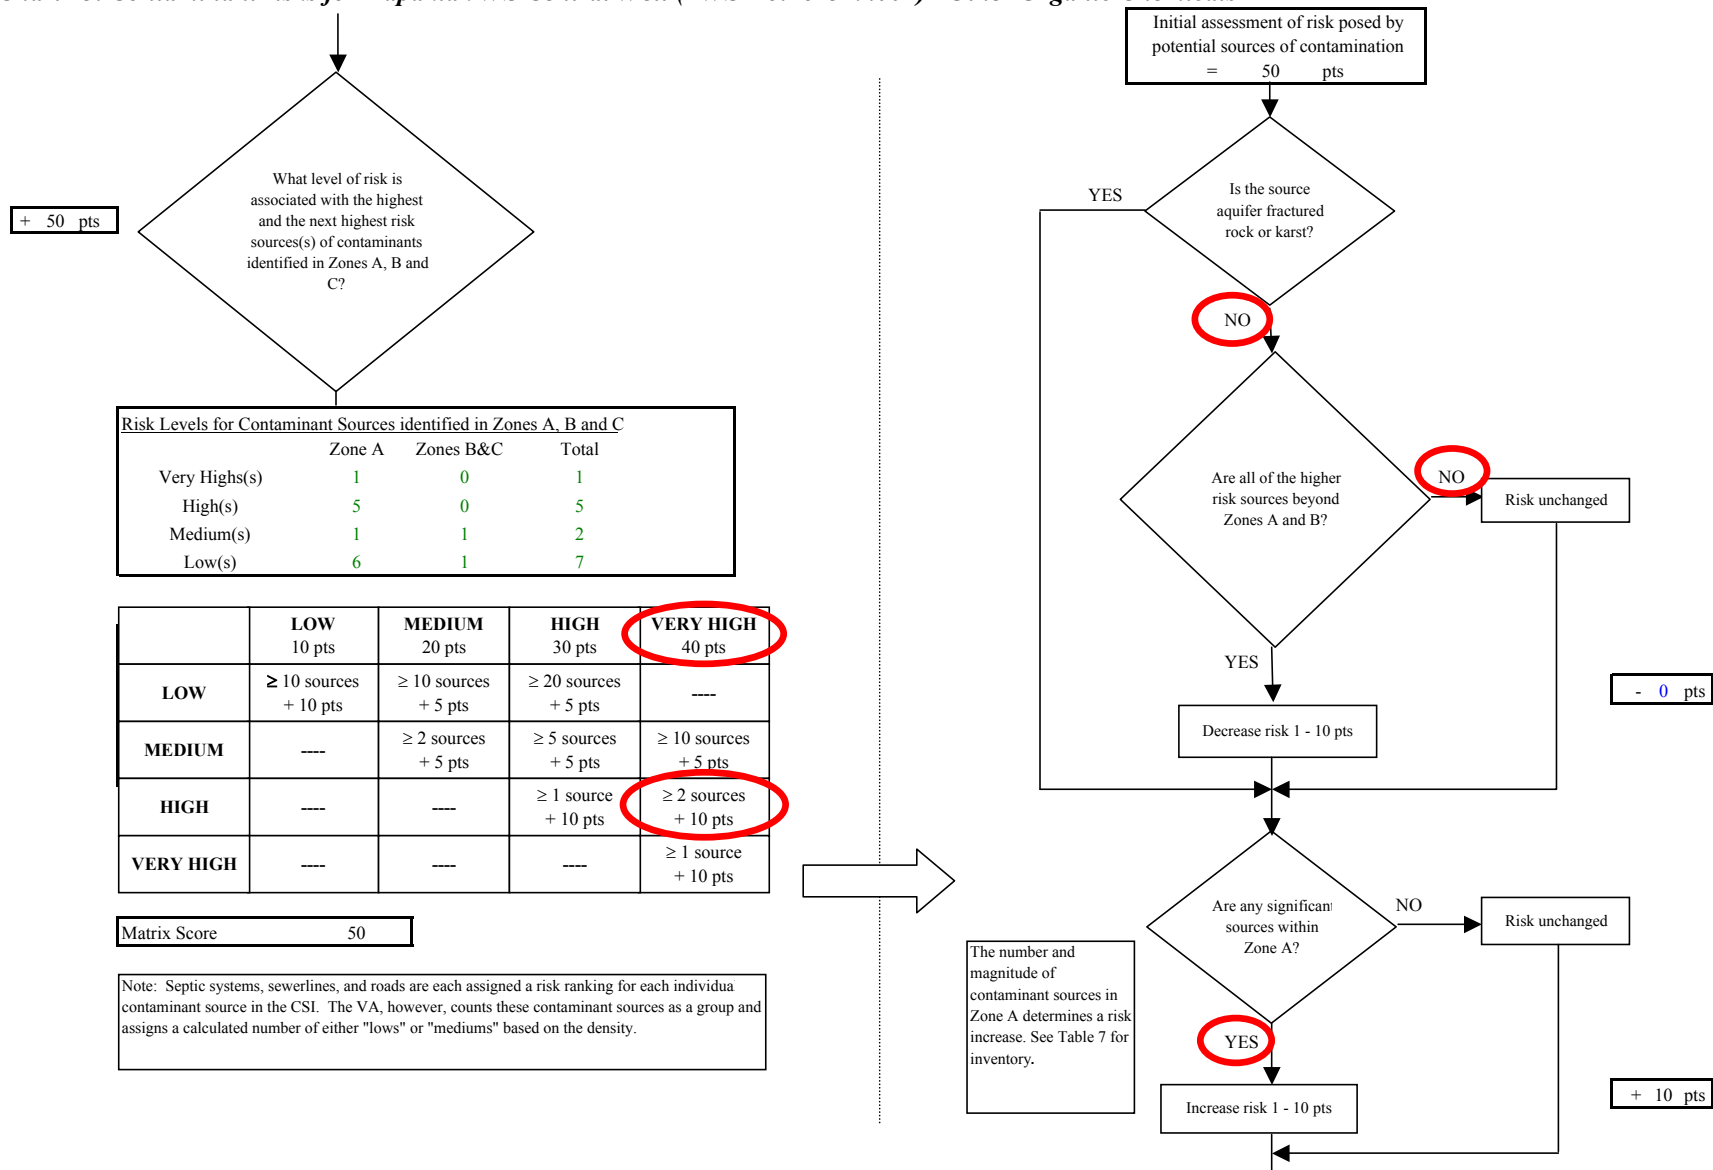 Initial assessment of risk posed by
potential sources of contamination
= 50 pts
What level of risk is
associated with the highest
and the next highest risk
sources(s) of contaminants
identified in Zones A, B and
C?
+ 50 pts
Risk Levels for Contaminant Sources identified in Zones A, B and C
Zone A Zones B&C Total
Very Highs(s) 1 0 1
High(s) 5 0 5
Medium(s) 1 1 2
Low(s) 6 1 7
LOW MEDIUM HIGH VERY HIGH
10 pts 20 pts 30 pts 40 pts
LOW ≥ 10 sources ≥ 10 sources ≥ 20 sources ----
+ 10 pts + 5 pts + 5 pts
MEDIUM ---- ≥ 2 sources ≥ 5 sources ≥ 10 sources
+ 5 pts + 5 pts + 5 pts
HIGH ---- ---- ≥ 1 source ≥ 2 sources
+ 10 pts + 10 pts
VERY HIGH ---- ---- ---- ≥ 1 source
+ 10 pts
Matrix Score 50
Note: Septic systems, sewerlines, and roads are each assigned a risk ranking for each individua
contaminant source in the CSI. The VA, however, counts these contaminant sources as a group and
assigns a calculated number of either "lows" or "mediums" based on the density.
Is the source
aquifer fractured
rock or karst?
YES
NO
Are all of the higher
risk sources beyond
Zones A and B?
NO
Risk unchanged
YES
Decrease risk 1 - 10 pts
- 0 pts
Are any significant
sources within
Zone A?
NO
Risk unchanged
The number and
magnitude of
contaminant sources in
Zone A determines a risk
increase. See Table 7 for
inventory.
YES
Increase risk 1 - 10 pts
+ 10 pts